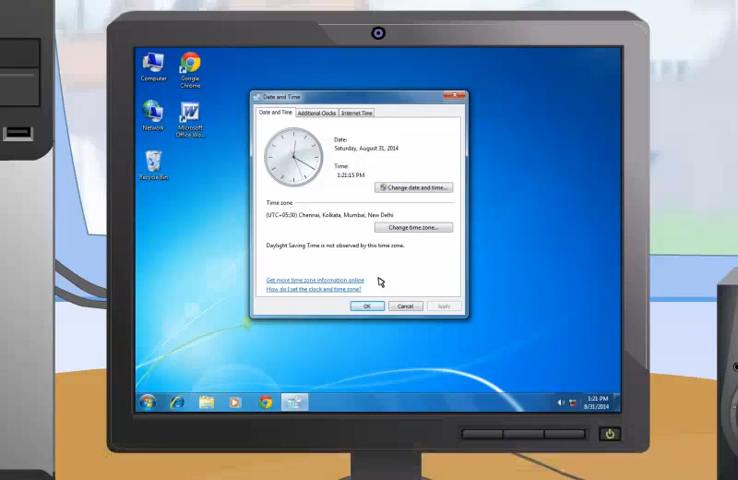 Computer
Google
Chrome
Network
Microsoft
Office Wo...
Recycle Bin
Date and Time
Date and Time
Additional Clocks
Internet Time
Date:
Saturday, August 31, 2014
Time:
1:21:15 PM
Change date and time...
Time zone
(UTC+05:30) Chennai, Kolkata, Mumbai, New Delhi
Change time zone...
Daylight Saving Time is not observed by this time zone.
Get more time zone information online
How do I set the clock and time zone?
OK
Cancel
Apply
1:21 PM
8/31/2014